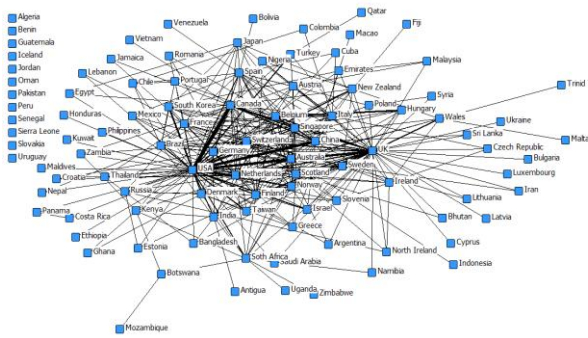 Algeria
Benin
Guatemala
Iceland
Jordan
Oman
Pakistan
Peru
Senegal
Sierra Leone
Slovakia
Uruguay
Qatar
Bolivia
Venezuela
Fiji
Colombia
Macao
Vietnam
Japan
Cuba
Turkey
Romania
Jamaica
Nigeria
Malaysia
Emirates
Lebanon
Spain
Chile
Portugal
Austria
New Zealand
Trinid
Egypt
Syria
South Korea
Canada
Poland
Hungary
Honduras
Mexico
Belgium
Italy
Wales
Ukraine
France
Singapore
Philippines
Sri Lanka
Kuwait
Switzerland
China
Malta
Brazil
Germany
UK
Czech Republic
Zambia
Australia
Bulgara
Maldives
USA
Sweden
Netherlands
Scotland
Luxembourg
Croatia
Thailand
Ireland
Norway
Nepal
Russia
Denmark
Finland
Iran
Slovenia
Lithuania
Panama
Kenya
Taiwan
Israel
Costa Rica
India
Bhutan
Latvia
Greece
Ethiopia
Bangladesh
Argentina
Cyprus
Ghana
Estonia
North Ireland
Soth Africa
Saudi Arabia
Indonesia
Botswana
Namibia
Antigua
Uganda
Zimbabwe
Mozambique